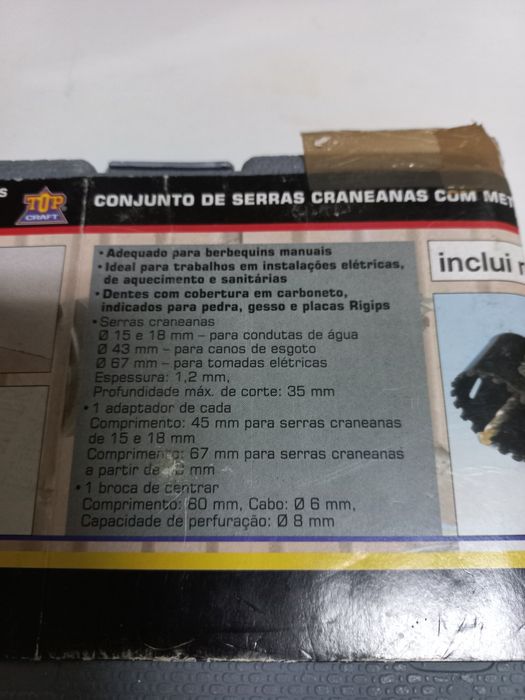 s
TOP
CRAFT
CONJUNTO DE SERRAS CRANEANAS COM MET
inclui r
• Adequado para berbequins manuais
• Ideal para trabalhos em instalações elétricas,
de aquecimento e sanitárias
• Dentes com cobertura em carboneto,
indicados para pedra, gesso e placas Rigips
• Serras craneanas
Ø 15 e 18 mm – para condutas de água
Ø 43 mm – para canos de esgoto
Ø 67 mm – para tomadas elétricas
Espessura: 1,2 mm,
Profundidade máx. de corte: 35 mm
• 1 adaptador de cada
Comprimento: 45 mm para serras craneanas
de 15 e 18 mm
Comprimento: 67 mm para serras craneanas
a partir de mm
• 1 broca de centrar
Comprimento: 80 mm, Cabo: Ø 6 mm,
Capacidade de perfuração: Ø 8 mm